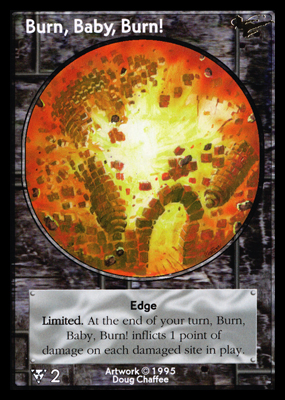 Burn, Baby, Burn!
Edge
Limited. At the end of your turn, Burn,
Baby, Burn! inflicts 1 point of
damage on each damaged site in play.
2
Artwork © 1995
Doug Chaffee